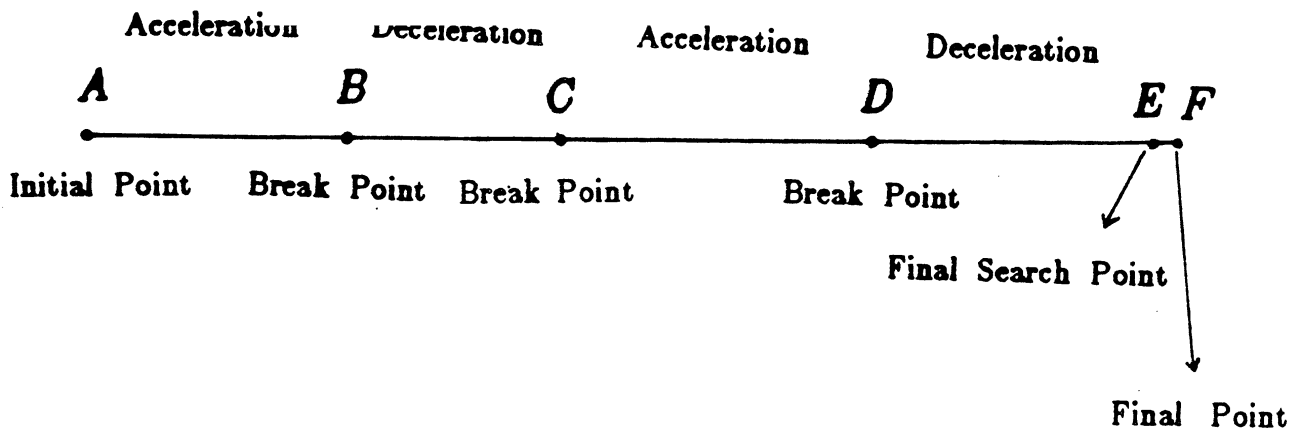 Acceleration Deceleration Acceleration Deceleration
A B C D E F
Initial Point Break Point Break Point Break Point
Final Search Point
Final Point